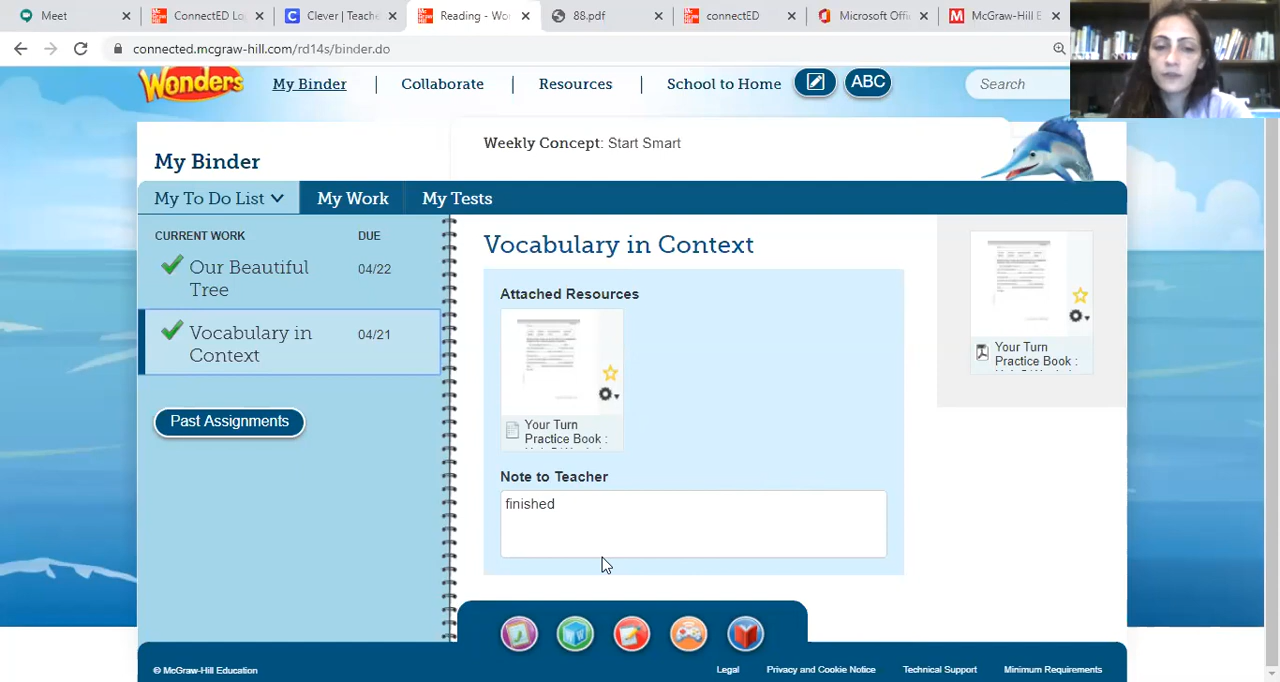 Meet
ConnectED Lo
Clever | Teache
Reading - Wo
88.pdf
connectED
Microsoft Offi
McGraw-Hill E
connected.mcgraw-hill.com/rd14s/binder.do
Wonders
My Binder
Collaborate
Resources
School to Home
ABC
Search
Weekly Concept: Start Smart
My Binder
My To Do List
My Work
My Tests
CURRENT WORK DUE
Our Beautiful 04/22
Tree
Vocabulary in 04/21
Context
Past Assignments
Vocabulary in Context
Attached Resources
Your Turn
Practice Book :
Note to Teacher
finished
Your Turn
Practice Book :
© McGraw-Hill Education
Legal
Privacy and Cookie Notice
Technical Support
Minimum Requirements